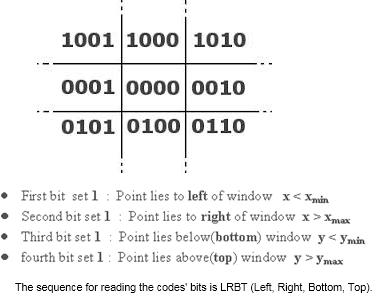 1001 1000 1010
0001 0000 0010
0101 0100 0110
• First bit set 1 : Point lies to left of window x < xmin
• Second bit set 1 : Point lies to right of window x > xmax
• Third bit set 1 : Point lies below(bottom) window y < ymin
• fourth bit set 1 : Point lies above(top) window y > ymax
The sequence for reading the codes' bits is LRBT (Left, Right, Bottom, Top).